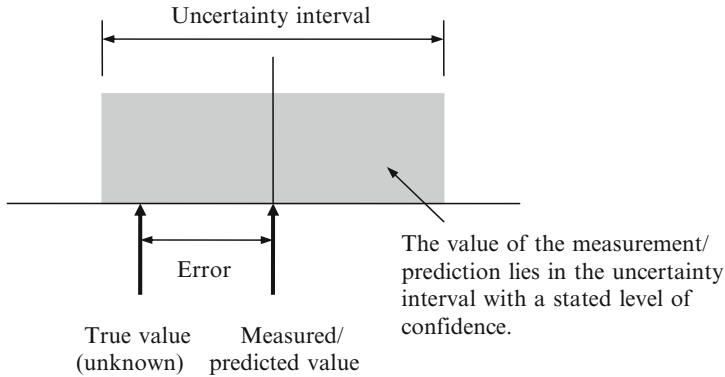 Uncertainty interval
Error
The value of the measurement/
prediction lies in the uncertainty
interval with a stated level of
confidence.
True value
(unknown)
Measured/
predicted value